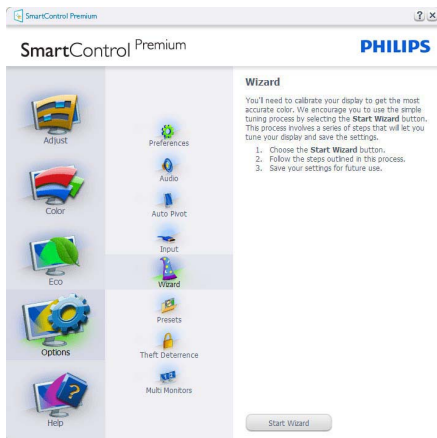 SmartControl Premium
? x
SmartControl Premium
PHILIPS
Adjust
Color
Eco
Options
Help
Preferences
Audio
Auto Pivot
Input
Wizard
Presets
Theft Deterrence
Multi Monitors
Wizard
You'll need to calibrate your display to get the most
accurate color. We encourage you to use the simple
tuning process by selecting the Start Wizard button.
This process involves a series of steps that will let you
tune your display and save the settings.
1. Choose the Start Wizard button.
2. Follow the steps outlined in this process.
3. Save your settings for future use.
Start Wizard